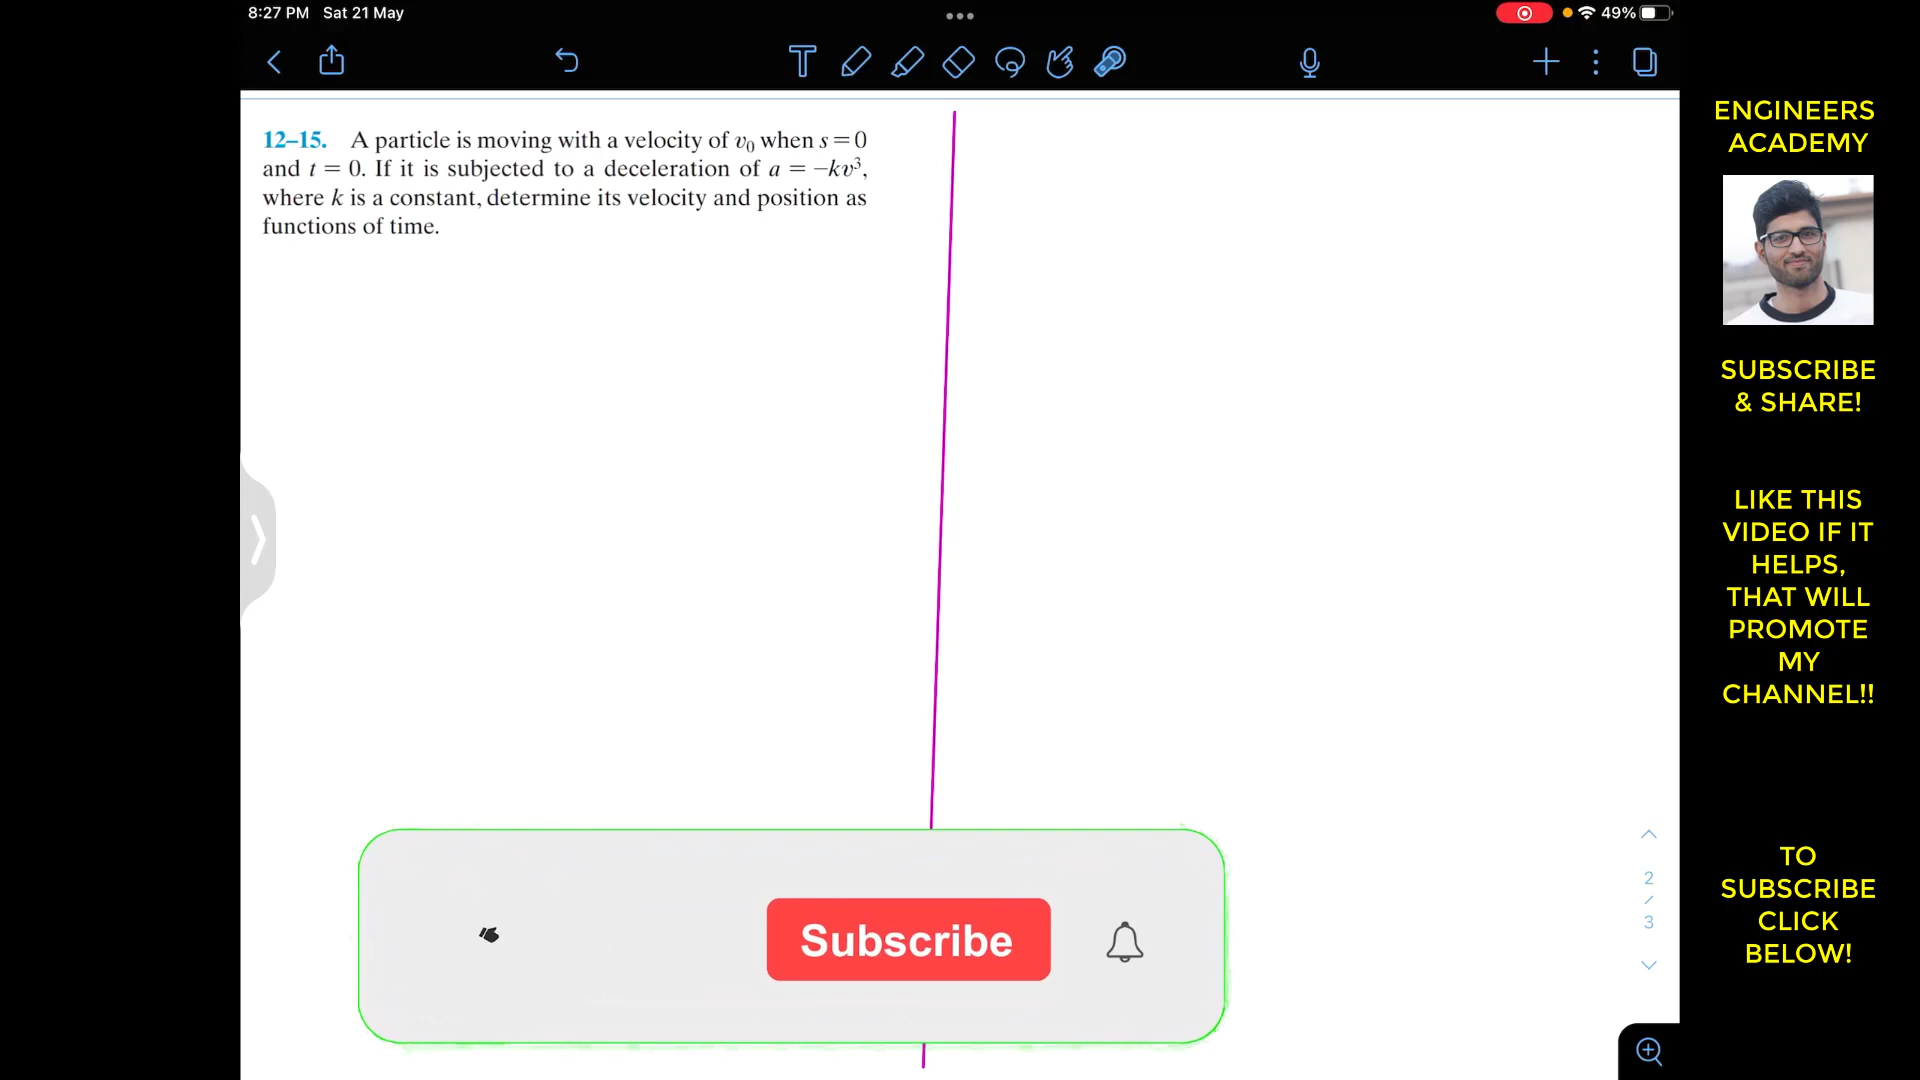 8:27 PM Sat 21 May
49%
12–15. A particle is moving with a velocity of v₀ when s = 0
and t = 0. If it is subjected to a deceleration of a = −kv³,
where k is a constant, determine its velocity and position as
functions of time.
Subscribe
2
/
3
ENGINEERS
ACADEMY
SUBSCRIBE
& SHARE!
LIKE THIS
VIDEO IF IT
HELPS,
THAT WILL
PROMOTE
MY
CHANNEL!!
TO
SUBSCRIBE
CLICK
BELOW!